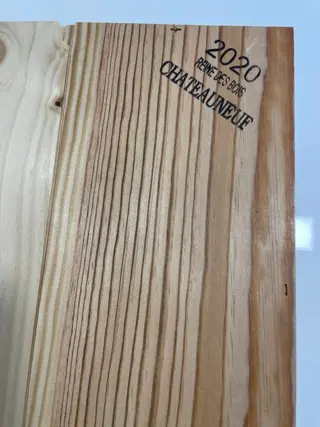 2020
REINE DES BOIS
CHATEAUNEUF